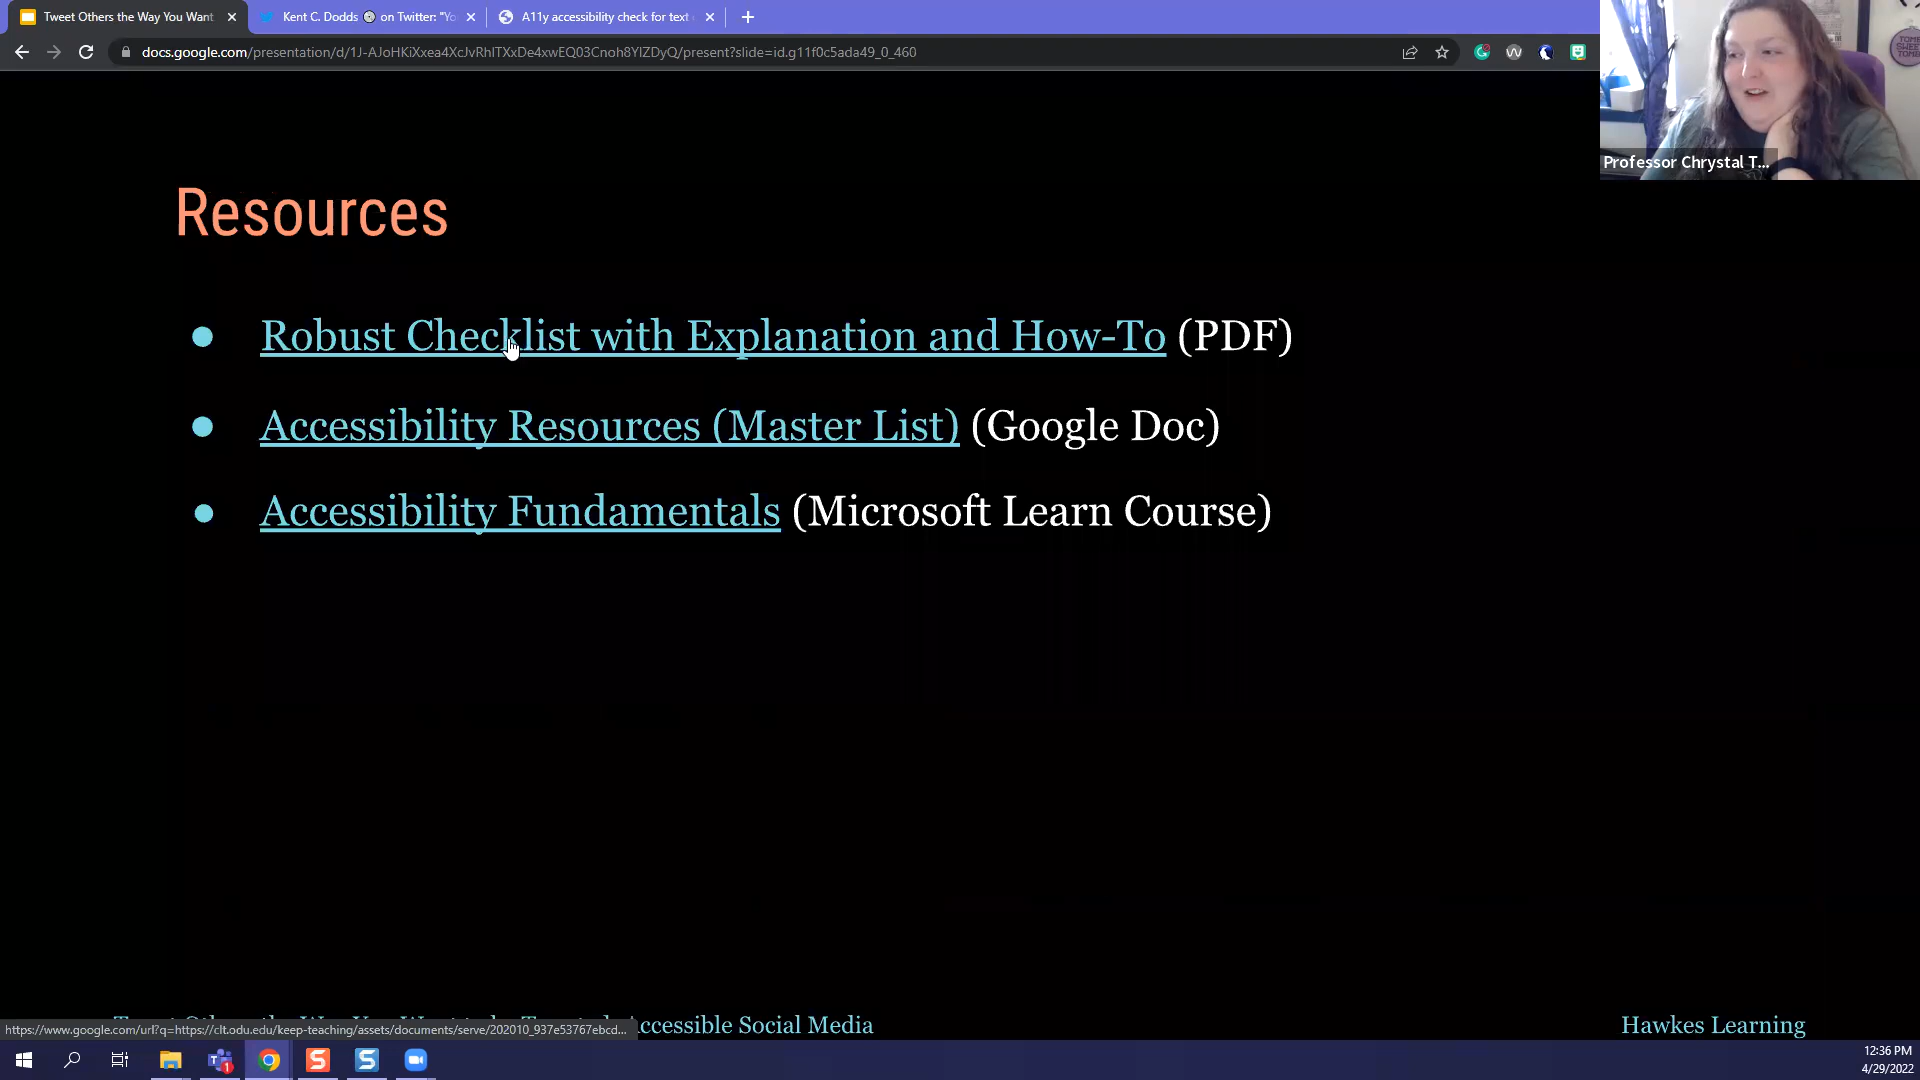 Tweet Others the Way You Want
Kent C. Dodds on Twitter: "Yo
A11y accessibility check for text
docs.google.com/presentation/d/1J-AJoHKiXxea4XcJvRhlTXxDe4xwEQ03Cnoh8YlZDyQ/present?slide=id.g11f0c5ada49_0_460
Professor Chrystal T...
Resources
Robust Checklist with Explanation and How-To (PDF)
Accessibility Resources (Master List) (Google Doc)
Accessibility Fundamentals (Microsoft Learn Course)
Accessible Social Media
Hawkes Learning
https://www.google.com/url?q=https://clt.odu.edu/keep-teaching/assets/documents/serve/202010_937e53767ebcd...
1
12:36 PM
4/29/2022